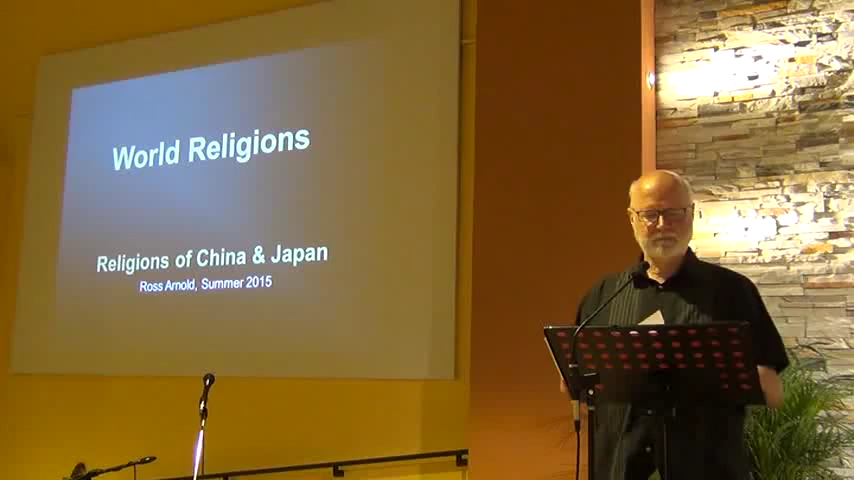 World Religions
Religions of China & Japan
Ross Arnold, Summer 2015